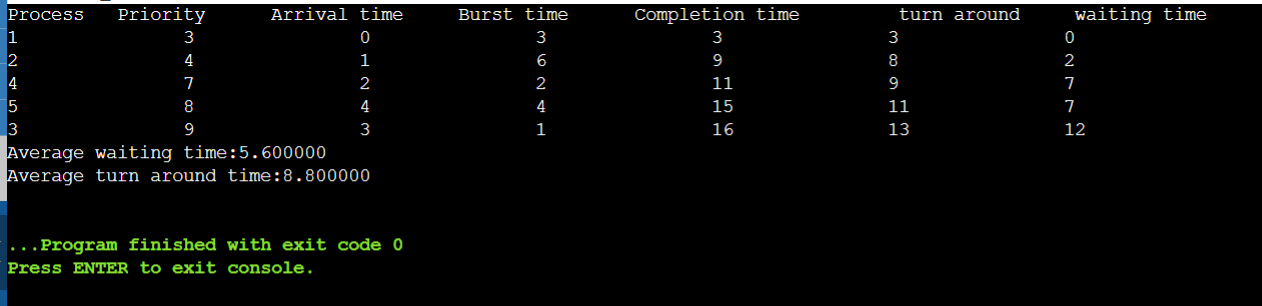 Process Priority Arrival time Burst time Completion time turn around waiting time
1 3 0 3 3 3 0
2 4 1 6 9 8 2
4 7 2 2 11 9 7
5 8 4 4 15 11 7
3 9 3 1 16 13 12
Average waiting time:5.600000
Average turn around time:8.800000
...Program finished with exit code 0
Press ENTER to exit console.